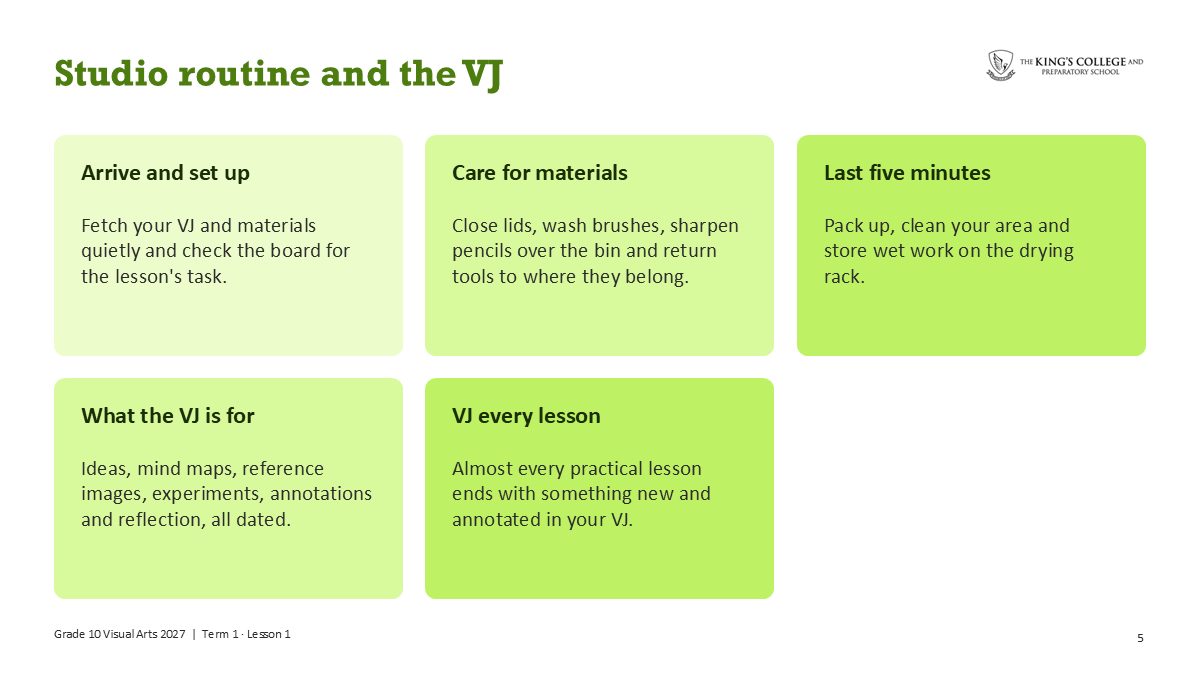 Studio routine and the VJ
THE KING'S COLLEGE AND
PREPARATORY SCHOOL
Arrive and set up
Fetch your VJ and materials
quietly and check the board for
the lesson's task.
Care for materials
Close lids, wash brushes, sharpen
pencils over the bin and return
tools to where they belong.
Last five minutes
Pack up, clean your area and
store wet work on the drying
rack.
What the VJ is for
Ideas, mind maps, reference
images, experiments, annotations
and reflection, all dated.
VJ every lesson
Almost every practical lesson
ends with something new and
annotated in your VJ.
Grade 10 Visual Arts 2027 | Term 1 · Lesson 1
5